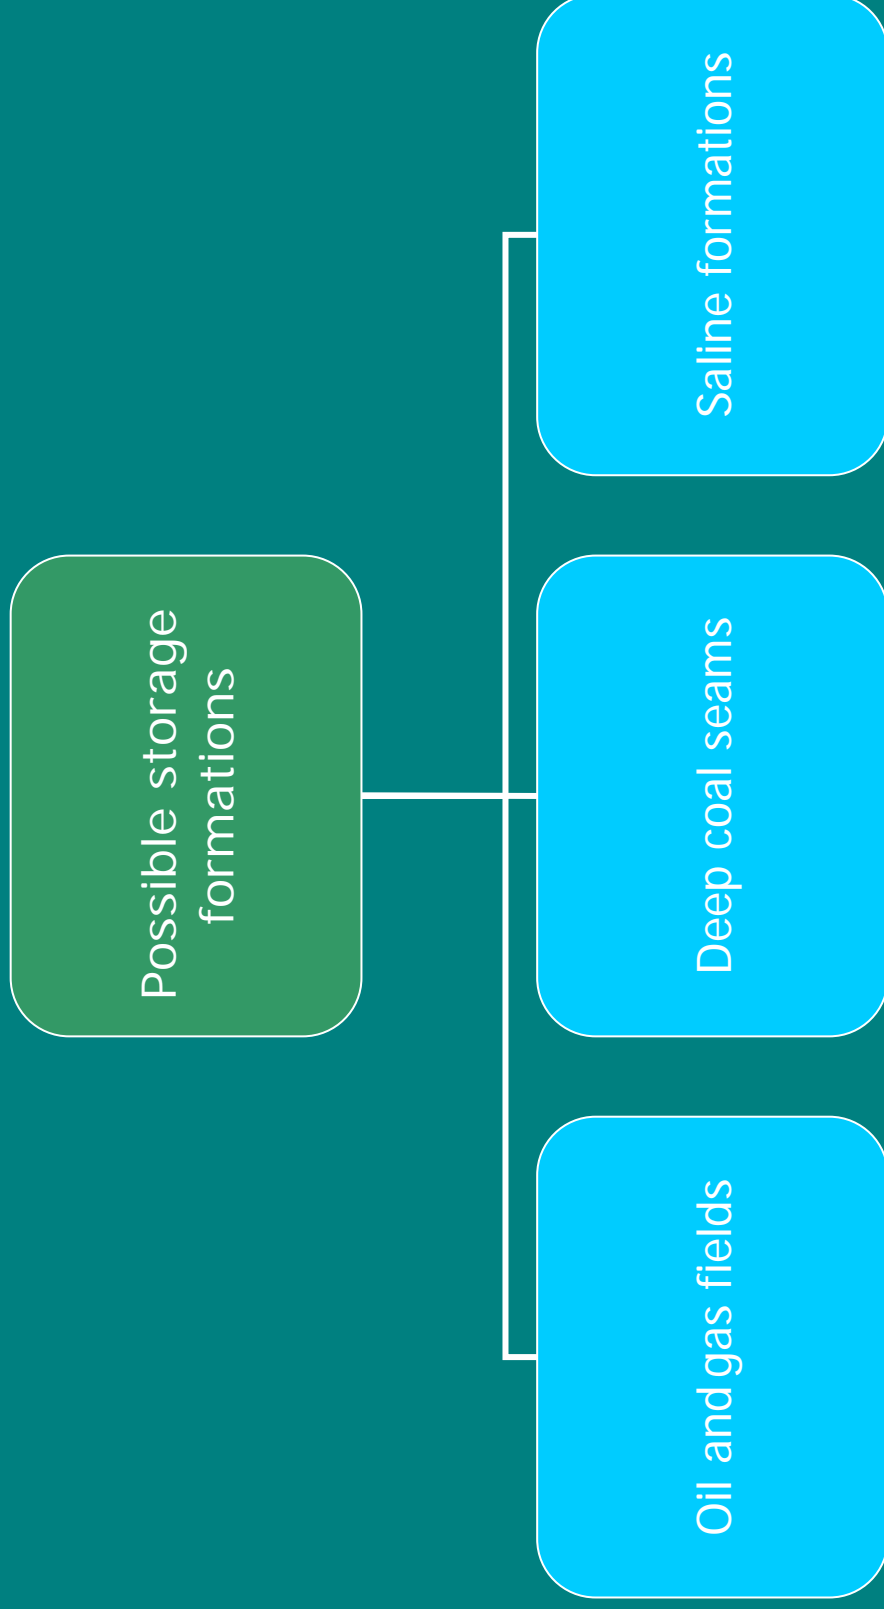 Possible storage
formations
Oil and gas fields
Deep coal seams
Saline formations